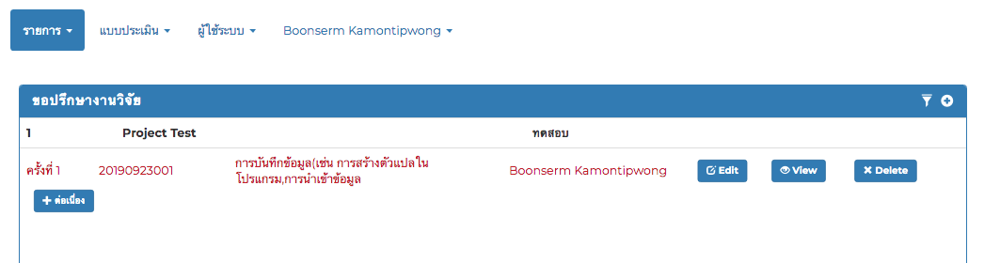 รายการ แบบประเมิน ผู้ใช้ระบบ Boonserm Kamontipwong
ขอปรึกษางานวิจัย
1 Project Test ทดสอบ
ครั้งที่ 1 20190923001 การบันทึกข้อมูล(เช่น การสร้างตัวแปลใน Boonserm Kamontipwong Edit View Delete
โปรแกรม,การนำเข้าข้อมูล
ต่อเนื่อง